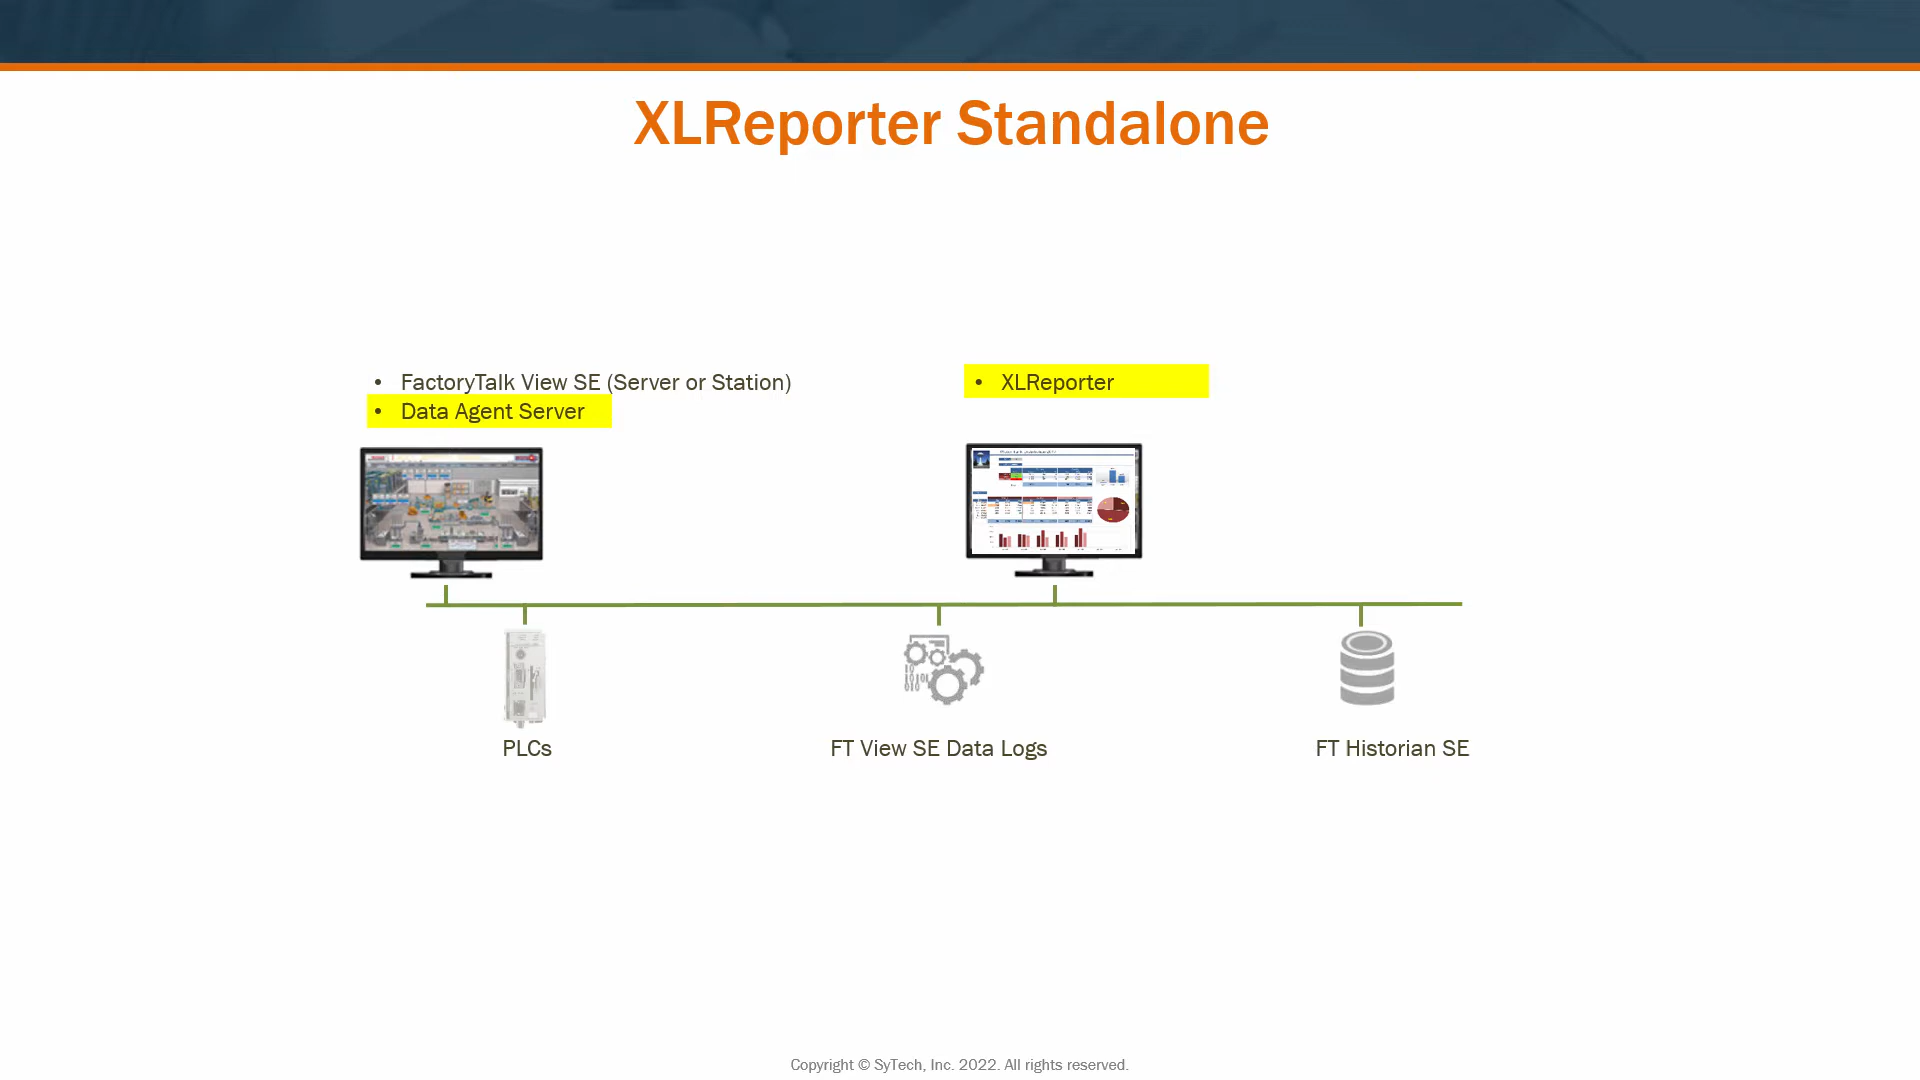 XLReporter Standalone
• FactoryTalk View SE (Server or Station)
• Data Agent Server
• XLReporter
PLCs
FT View SE Data Logs
FT Historian SE
Copyright © SyTech, Inc. 2022. All rights reserved.